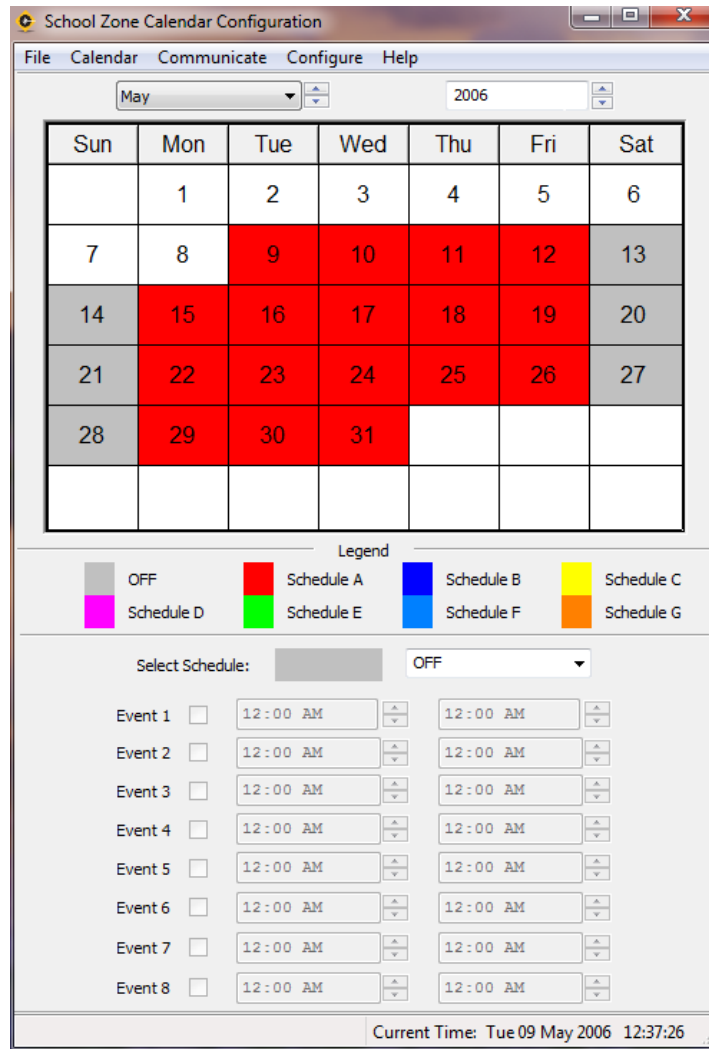 School Zone Calendar Configuration
File Calendar Communicate Configure Help
May 2006
Sun Mon Tue Wed Thu Fri Sat
1 2 3 4 5 6
7 8 9 10 11 12 13
14 15 16 17 18 19 20
21 22 23 24 25 26 27
28 29 30 31
Legend
OFF Schedule A Schedule B Schedule C
Schedule D Schedule E Schedule F Schedule G
Select Schedule: OFF
Event 1 12:00 AM 12:00 AM
Event 2 12:00 AM 12:00 AM
Event 3 12:00 AM 12:00 AM
Event 4 12:00 AM 12:00 AM
Event 5 12:00 AM 12:00 AM
Event 6 12:00 AM 12:00 AM
Event 7 12:00 AM 12:00 AM
Event 8 12:00 AM 12:00 AM
Current Time: Tue 09 May 2006 12:37:26